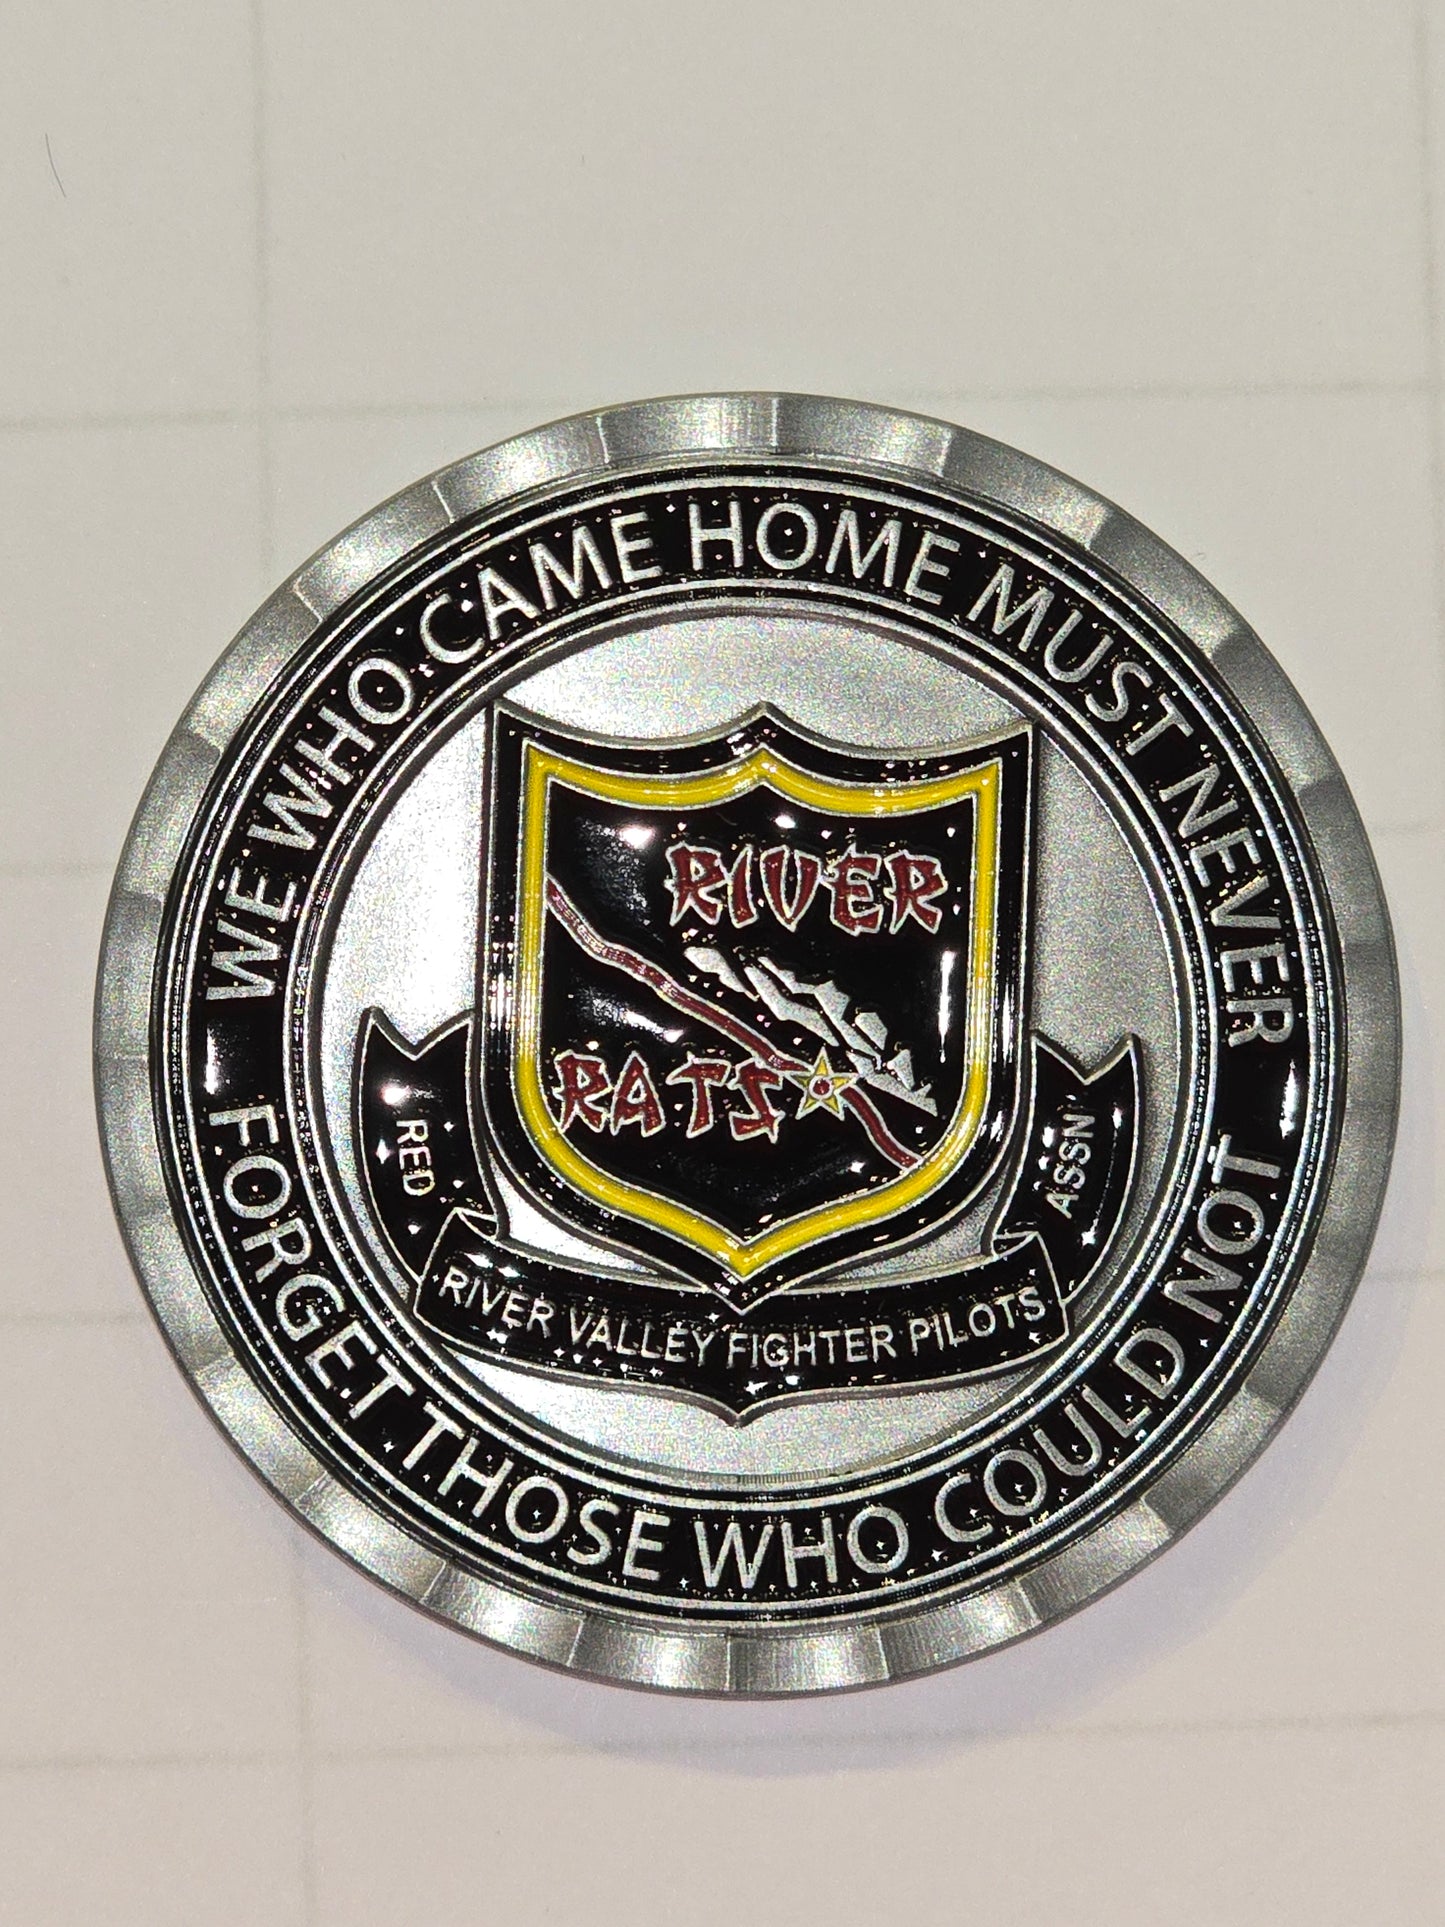 WE WHO CAME HOME MUST NEVER
FORGET THOSE WHO COULD NOT
RIVER
RATS
RED
RIVER VALLEY FIGHTER PILOTS
ASSN